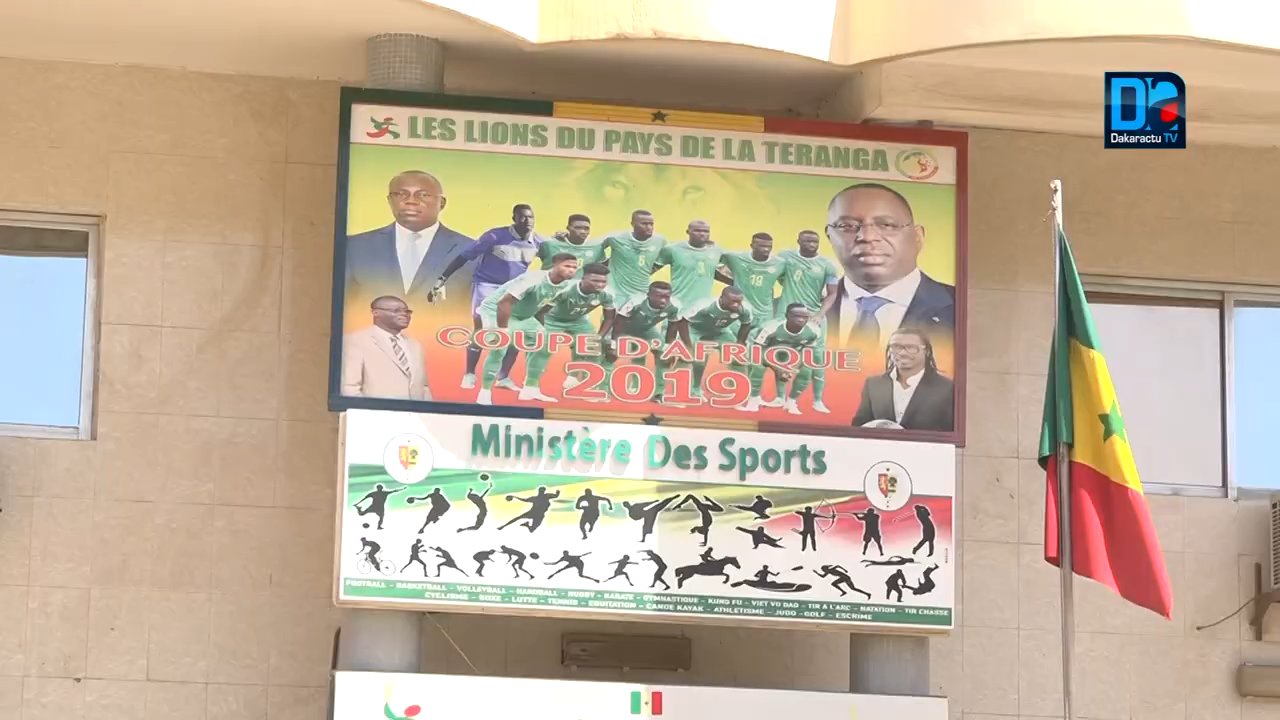 Dakaractu TV
LES LIONS DU PAYS DE LA TERANGA
COUPE D'AFRIQUE
2019
Ministère Des Sports
FOOTBALL - BASKETBALL - VOLLEYBALL - HANDBALL - RUGBY - KARATE - GYMNASTIQUE - KUNG FU - VIET VO DAO - TIR À L'ARC - NATATION - TIR CHASSE
CYCLISME - BOXE - LUTTE - TENNIS - EQUITATION - CANOE KAYAK - ATHLETISME - JUDO - GOLF - ESCRIME